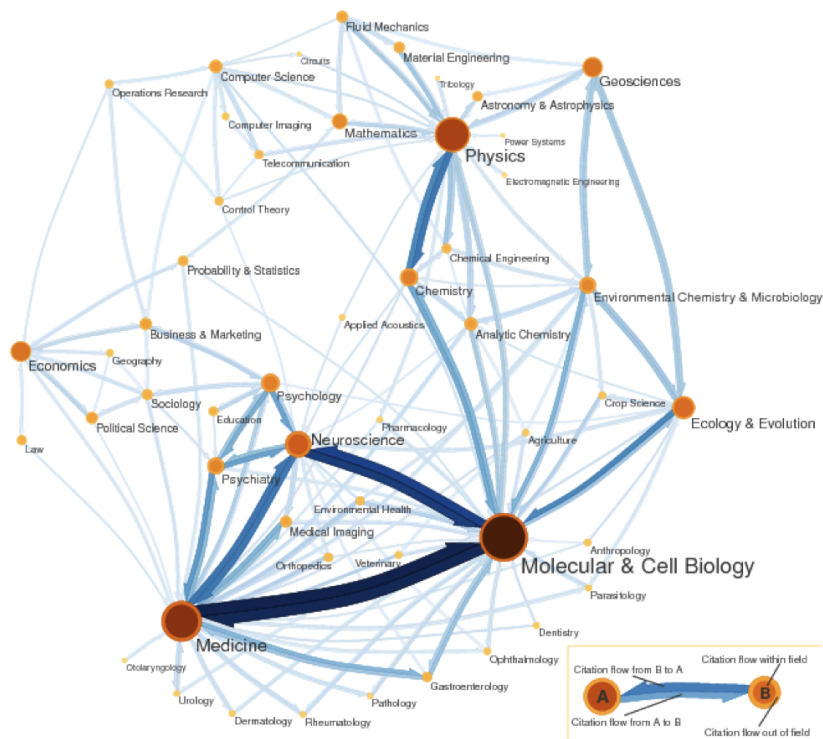 Fluid Mechanics
Material Engineering
Circuits
Computer Science
Geosciences
Tribology
Operations Research
Astronomy & Astrophysics
Computer Imaging
Mathematics
Power Systems
Physics
Telecommunication
Electromagnetic Engineering
Control Theory
Chemical Engineering
Probability & Statistics
Chemistry
Environmental Chemistry & Microbiology
Applied Acoustics
Business & Marketing
Analytic Chemistry
Geography
Economics
Psychology
Sociology
Crop Science
Education
Ecology & Evolution
Political Science
Pharmacology
Neuroscience
Agriculture
Law
Psychiatry
Environmental Health
Medical Imaging
Anthropology
Orthopedics
Veterinary
Molecular & Cell Biology
Parasitology
Dentistry
Medicine
Ophthalmology
Otolaryngology
Gastroenterology
Urology
Pathology
Dermatology
Rheumatology
Citation flow from B to A
Citation flow within field
A
B
Citation flow from A to B
Citation flow out of field